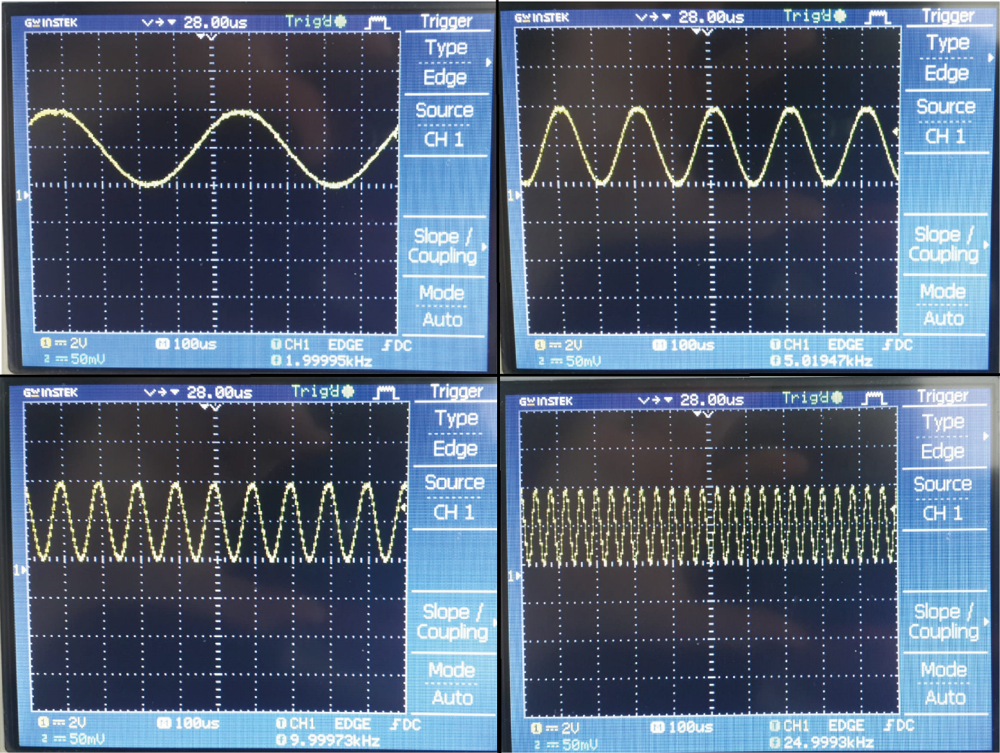 GW INSTEK 28.00us Trig'd Trigger
Type
Edge
Source
CH 1
1
Slope /
Coupling
Mode
Auto
1 2V M 100us T CH1 EDGE DC
2 50mV F 1.99995kHz
GW INSTEK 28.00us Trig'd Trigger
Type
Edge
Source
CH 1
1
Slope /
Coupling
Mode
Auto
1 2V M 100us T CH1 EDGE DC
2 50mV F 5.01947kHz
GW INSTEK 28.00us Trig'd Trigger
Type
Edge
Source
CH 1
1
Slope /
Coupling
Mode
Auto
1 2V M 100us T CH1 EDGE DC
2 50mV F 9.99973kHz
GW INSTEK 28.00us Trig'd Trigger
Type
Edge
Source
CH 1
1
Slope /
Coupling
Mode
Auto
1 2V M 100us T CH1 EDGE DC
2 50mV F 24.9993kHz